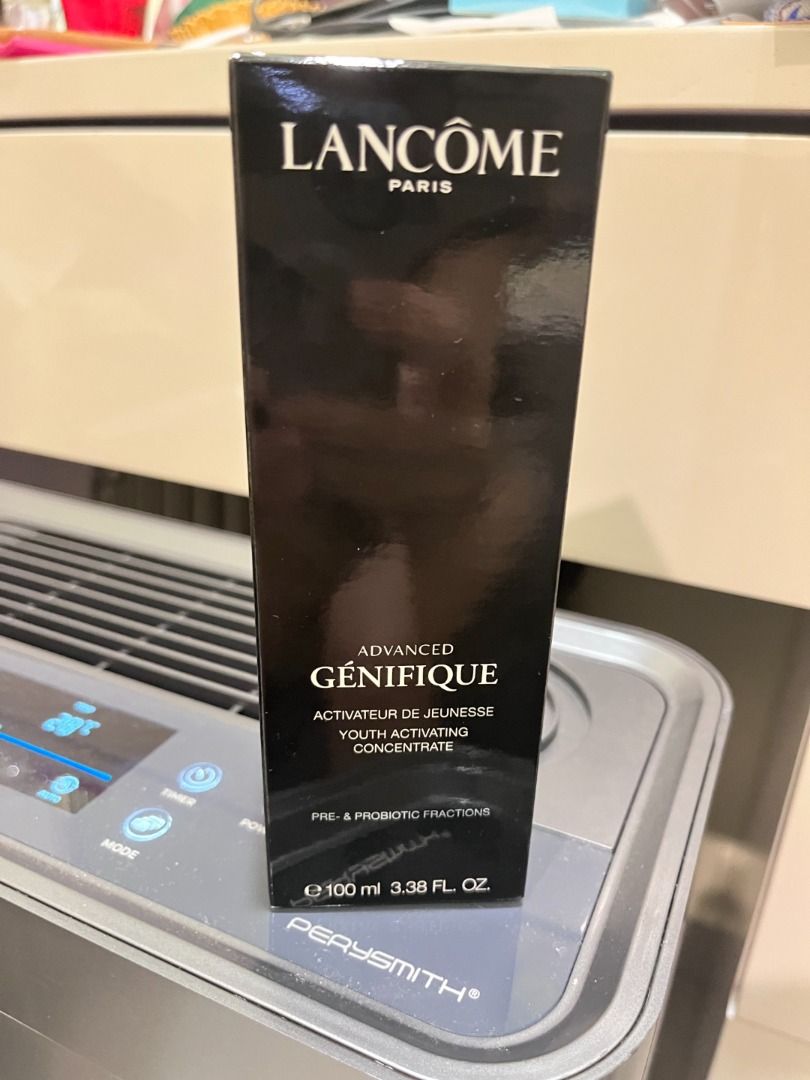 LANCÔME
PARIS
ADVANCED
GÉNIFIQUE
ACTIVATEUR DE JEUNESSE
YOUTH ACTIVATING
CONCENTRATE
PRE- & PROBIOTIC FRACTIONS
℮ 100 ml 3.38 FL. OZ.
AUTO
TIMER
MODE
PERYSMITH®